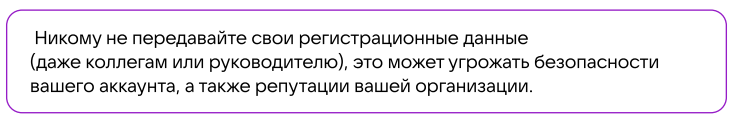 Никому не передавайте свои регистрационные данные
(даже коллегам или руководителю), это может угрожать безопасности
вашего аккаунта, а также репутации вашей организации.